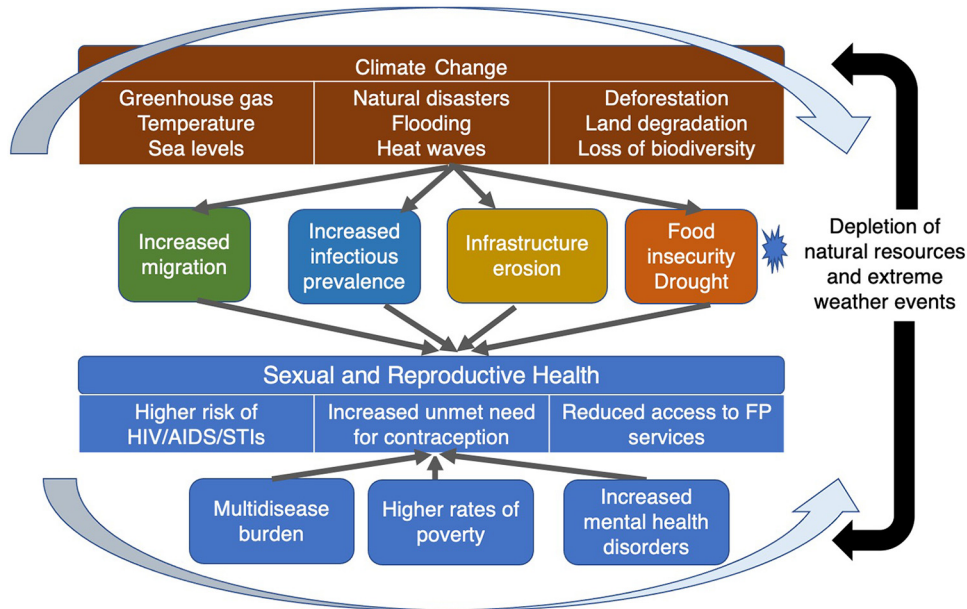 Climate Change
Greenhouse gas
Temperature
Sea levels
Natural disasters
Flooding
Heat waves
Deforestation
Land degradation
Loss of biodiversity
Increased
migration
Increased
infectious
prevalence
Infrastructure
erosion
Food
insecurity
Drought
Depletion of
natural resources
and extreme
weather events
Sexual and Reproductive Health
Higher risk of
HIV/AIDS/STIs
Increased unmet need
for contraception
Reduced access to FP
services
Multidisease
burden
Higher rates of
poverty
Increased
mental health
disorders